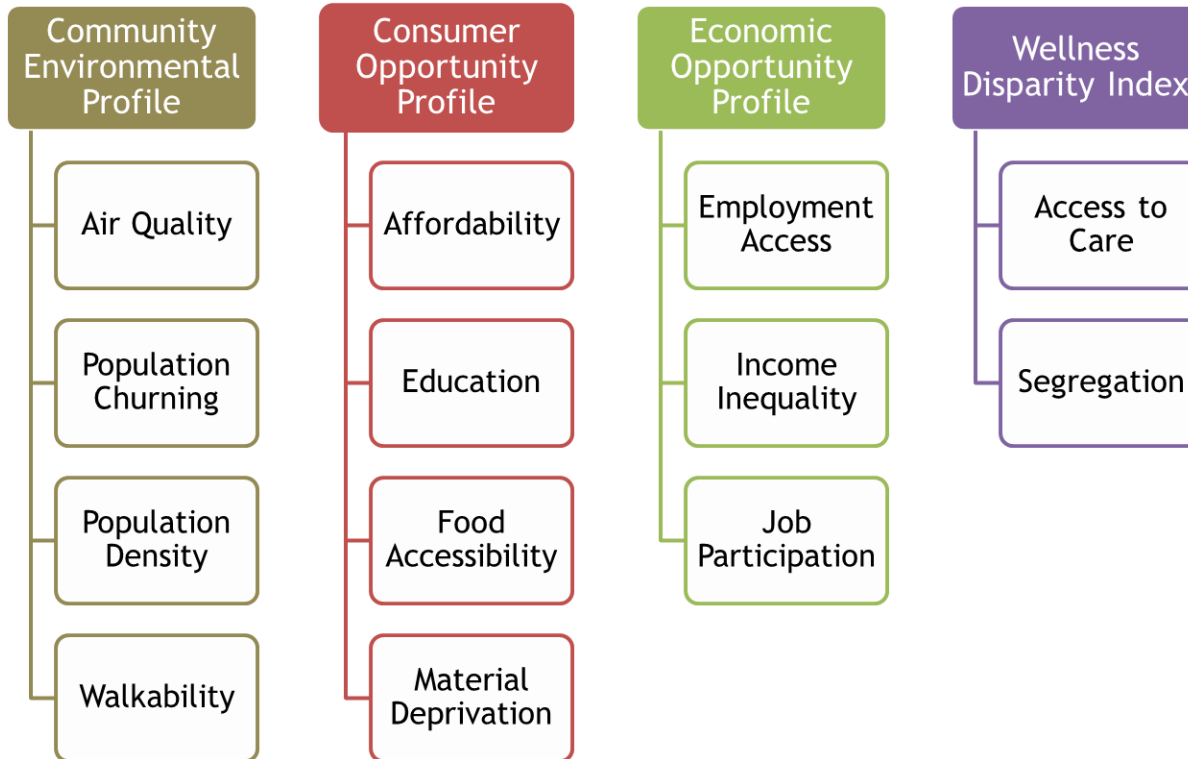 Community
Environmental
Profile
Air Quality
Population
Churning
Population
Density
Walkability
Consumer
Opportunity
Profile
Affordability
Education
Food
Accessibility
Material
Deprivation
Economic
Opportunity
Profile
Employment
Access
Income
Inequality
Job
Participation
Wellness
Disparity Index
Access to
Care
Segregation